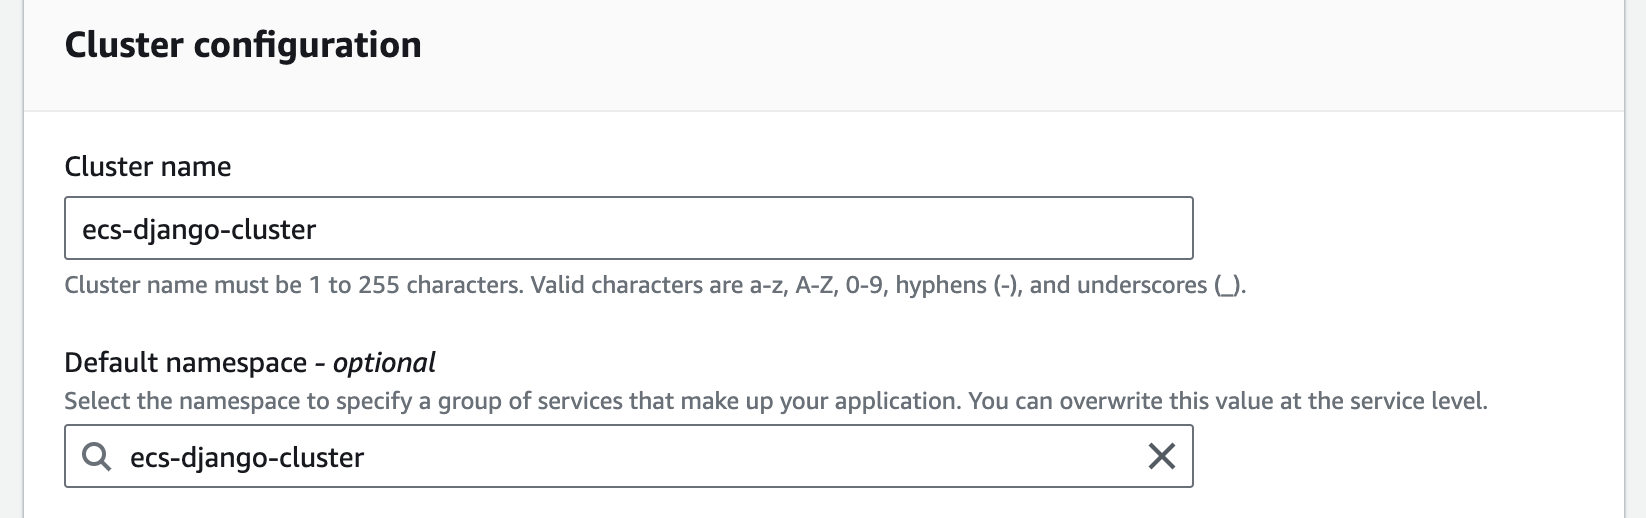 Cluster configuration
Cluster name
ecs-django-cluster
Cluster name must be 1 to 255 characters. Valid characters are a-z, A-Z, 0-9, hyphens (-), and underscores (_).
Default namespace - optional
Select the namespace to specify a group of services that make up your application. You can overwrite this value at the service level.
ecs-django-cluster